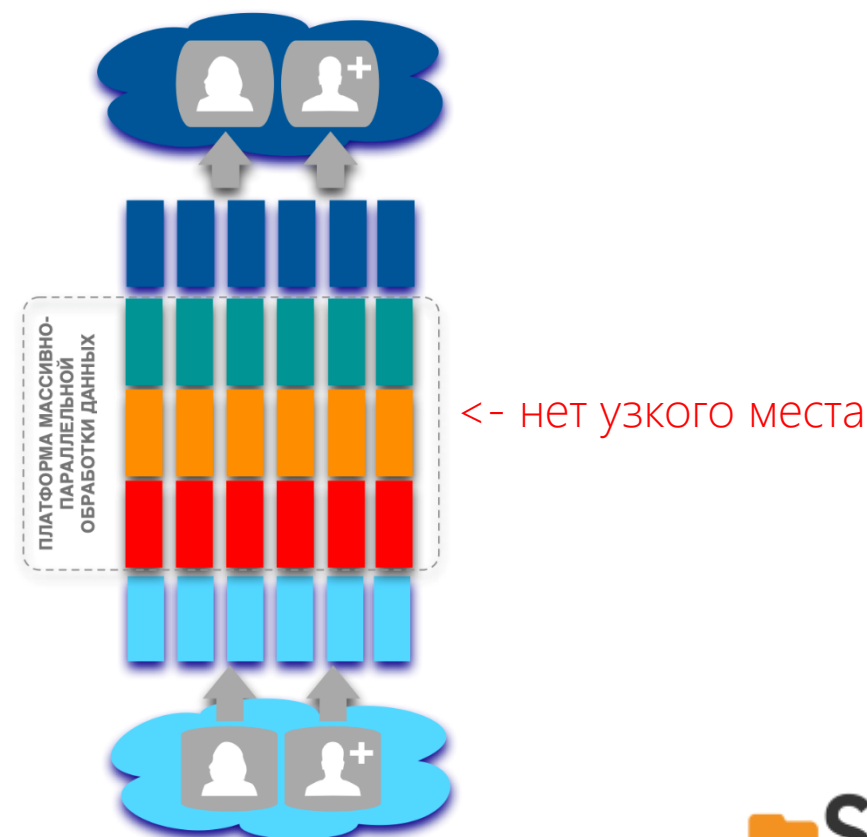 ПЛАТФОРМА МАССИВНО-
ПАРАЛЛЕЛЬНОЙ
ОБРАБОТКИ ДАННЫХ
<- нет узкого места